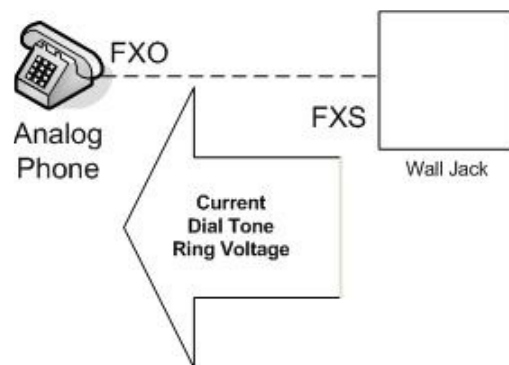 FXO
FXS
Analog
Phone
Wall Jack
Current
Dial Tone
Ring Voltage